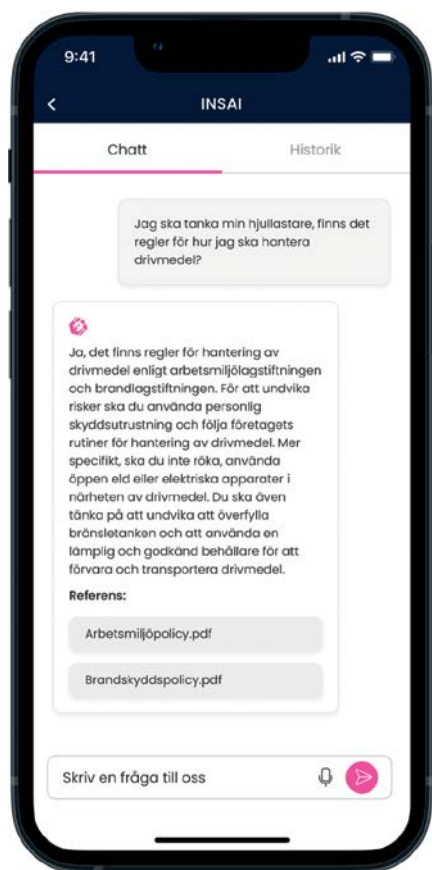 9:41
INSAI
Chatt
Historik
Jag ska tanka min hjullastare, finns det
regler för hur jag ska hantera
drivmedel?
Ja, det finns regler för hantering av
drivmedel enligt arbetsmiljölagstiftningen
och brandlagstiftningen. För att undvika
risker ska du använda personlig
skyddsutrustning och följa företagets
rutiner för hantering av drivmedel. Mer
specifikt, ska du inte röka, använda
öppen eld eller elektriska apparater i
närheten av drivmedel. Du ska även
tänka på att undvika att överfylla
bränsletanken och att använda en
lämplig och godkänd behållare för att
förvara och transportera drivmedel.
Referens:
Arbetsmiljöpolicy.pdf
Brandskyddspolicy.pdf
Skriv en fråga till oss